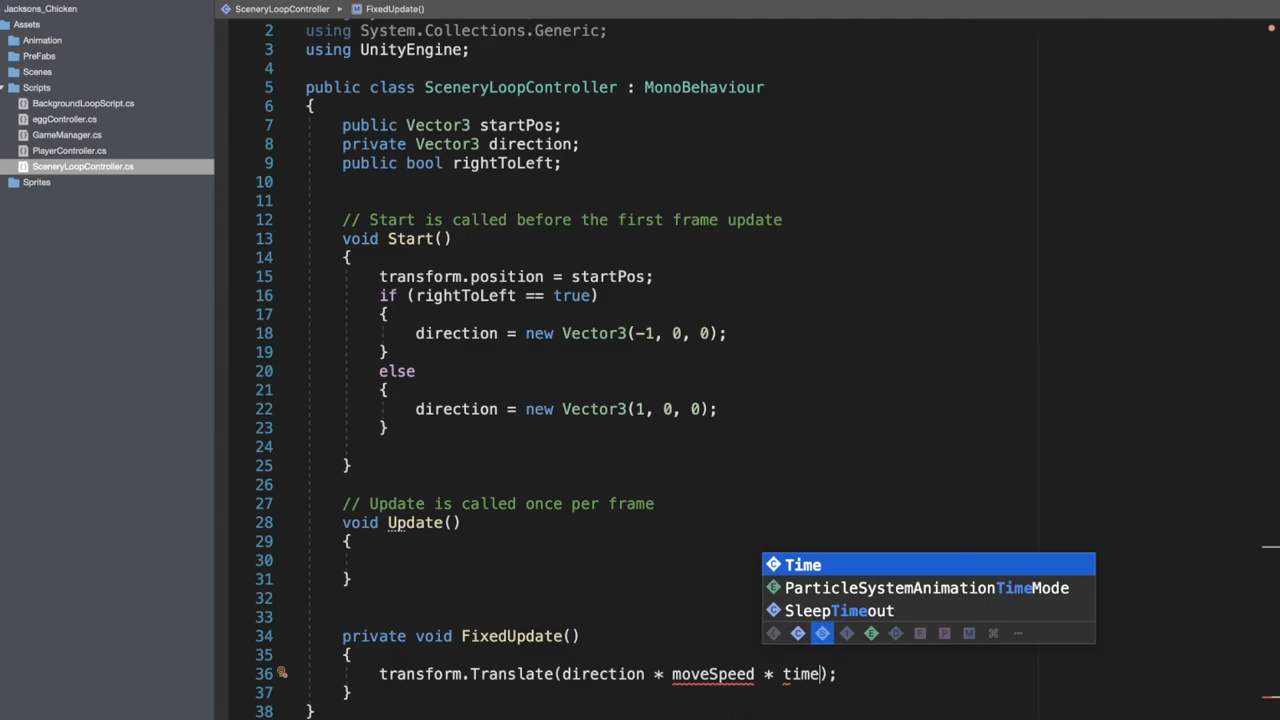 Jacksons_Chicken
Assets
Animation
PreFabs
Scenes
Scripts
BackgroundLoopScript.cs
eggController.cs
GameManager.cs
PlayerController.cs
SceneryLoopController.cs
Sprites
SceneryLoopController ▸ FixedUpdate()
2 using System.Collections.Generic;
3 using UnityEngine;
4
5 public class SceneryLoopController : MonoBehaviour
6 {
7 public Vector3 startPos;
8 private Vector3 direction;
9 public bool rightToLeft;
10
11
12 // Start is called before the first frame update
13 void Start()
14 {
15 transform.position = startPos;
16 if (rightToLeft == true)
17 {
18 direction = new Vector3(-1, 0, 0);
19 }
20 else
21 {
22 direction = new Vector3(1, 0, 0);
23 }
24
25 }
26
27 // Update is called once per frame
28 void Update()
29 {
30
31 }
32
33
34 private void FixedUpdate()
35 {
36 transform.Translate(direction * moveSpeed * time);
37 }
38 }
Time
ParticleSystemAnimationTimeMode
SleepTimeout